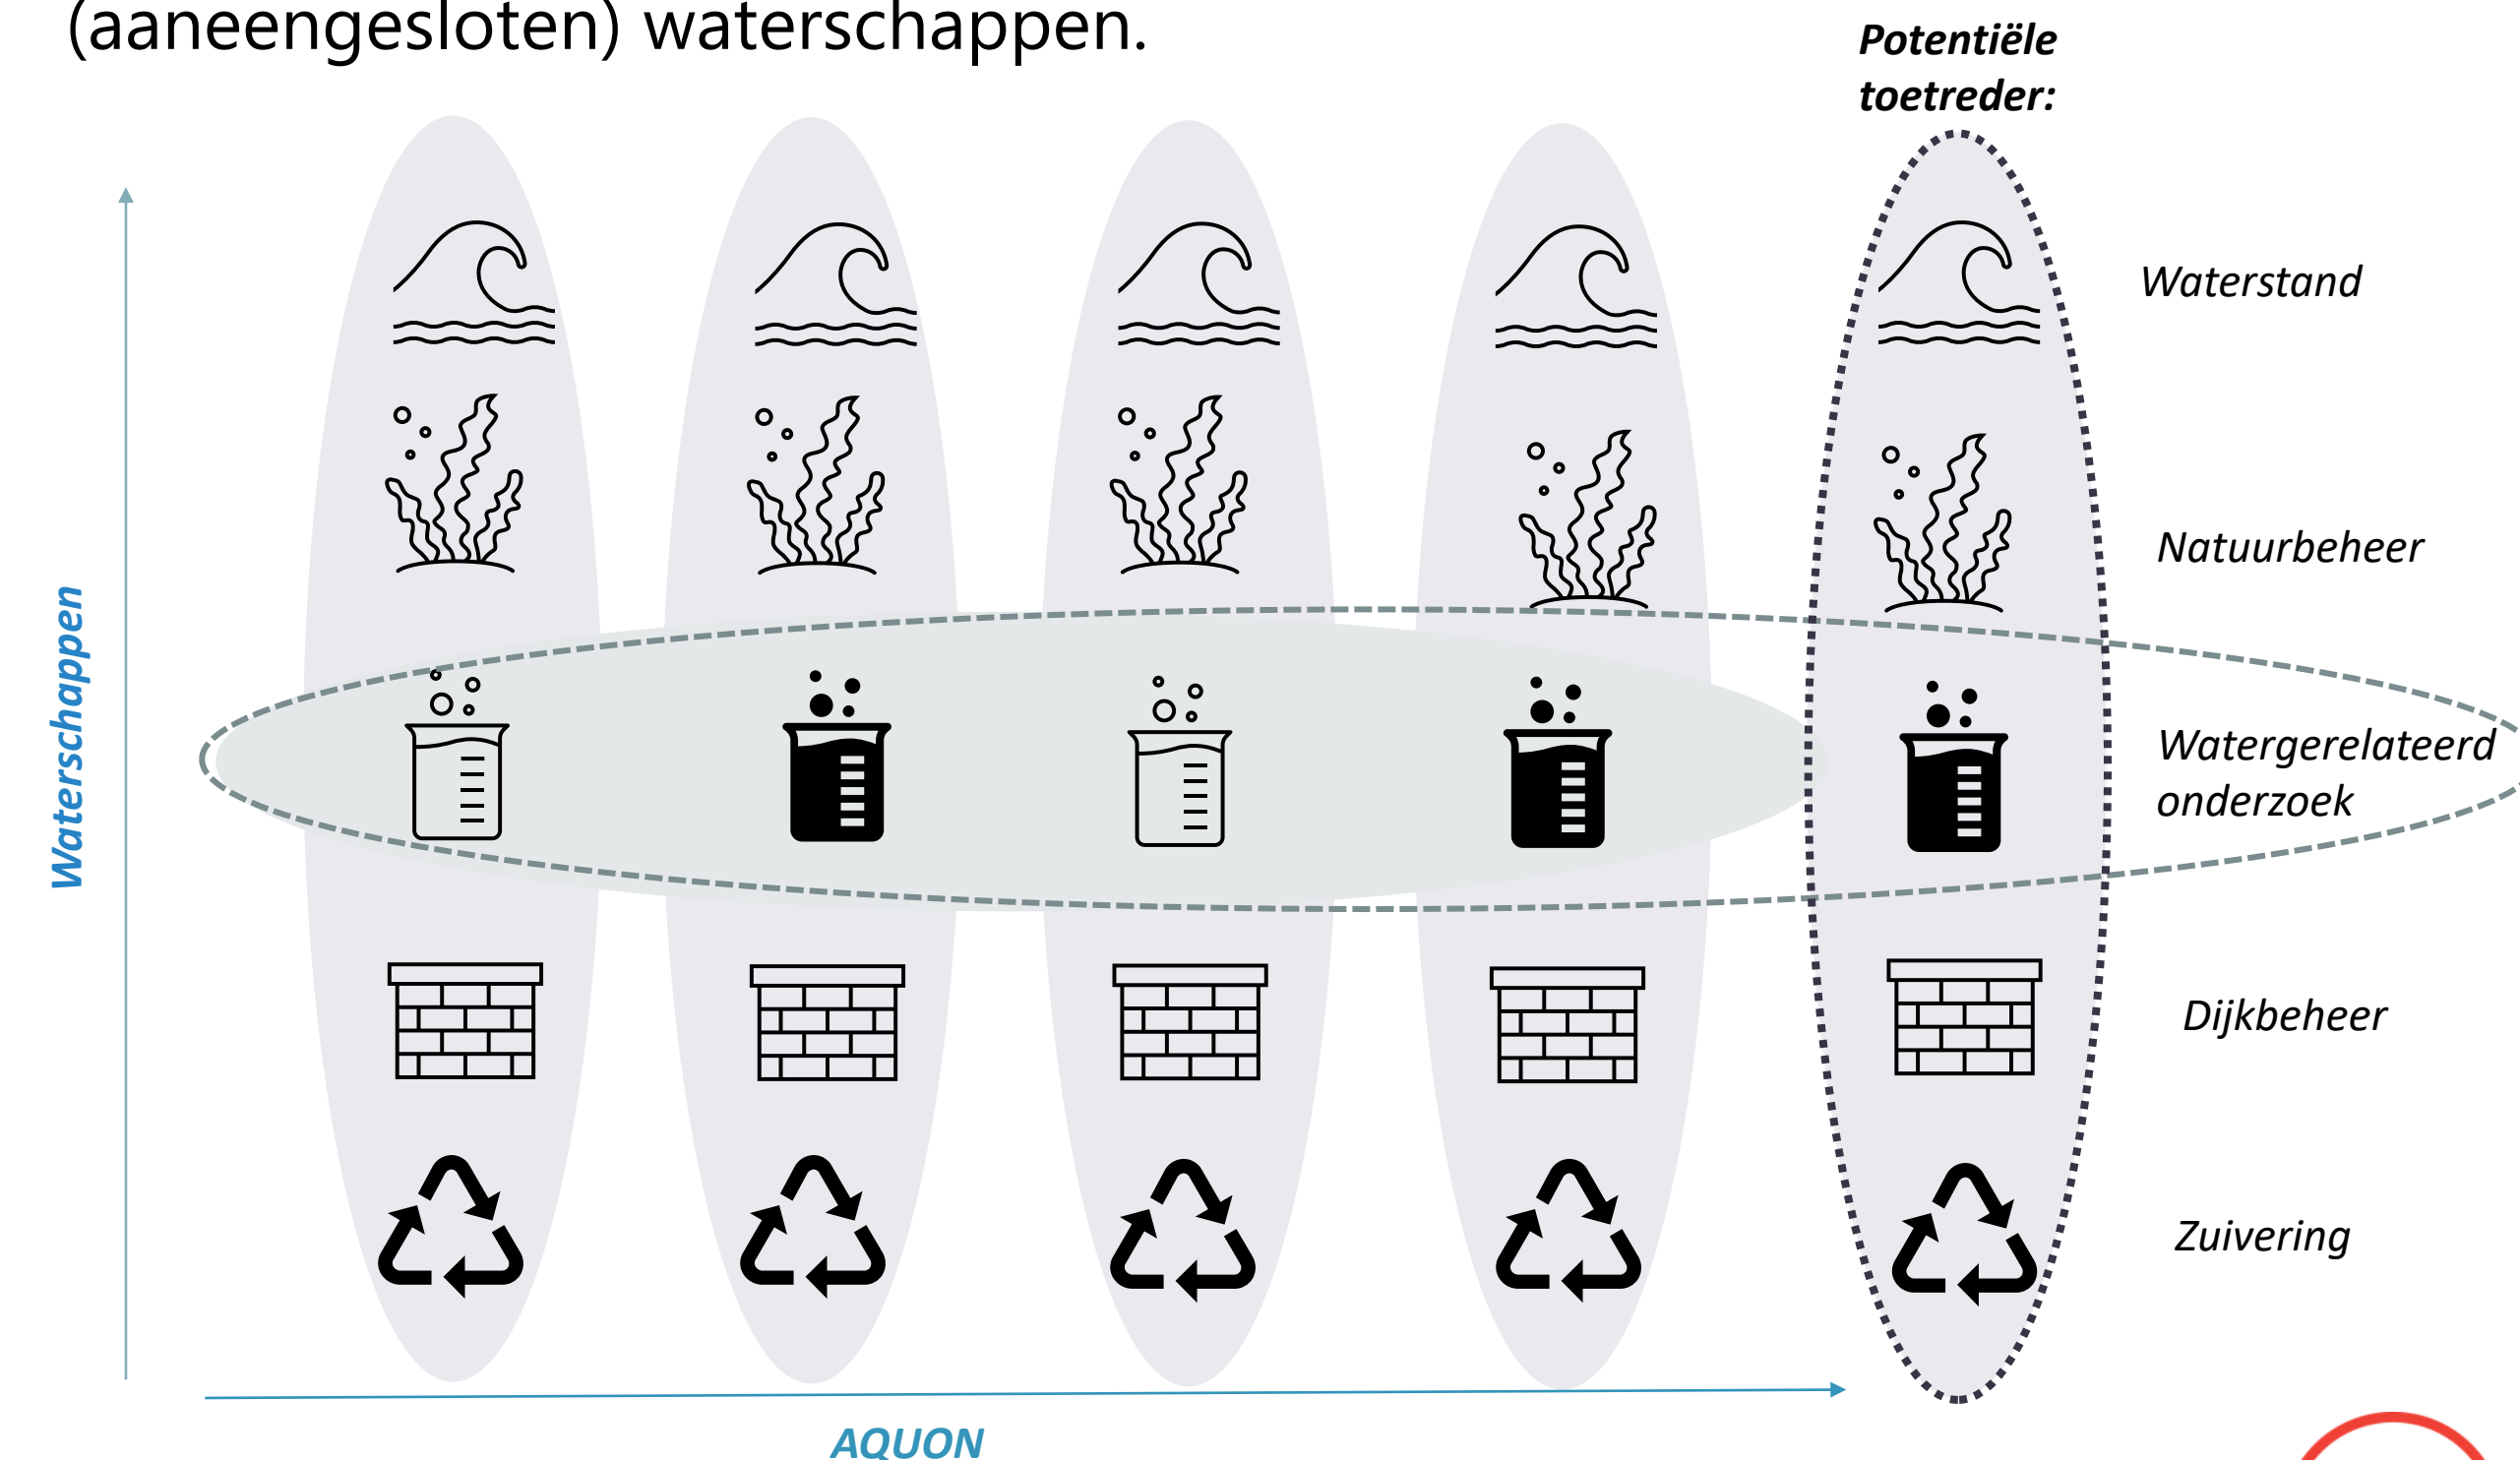 (aaneengesloten) waterschappen.
Potentiële
toetreder:
Waterstand
Natuurbeheer
Waterschappen
Watergerelateerd
onderzoek
Dijkbeheer
Zuivering
AQUON